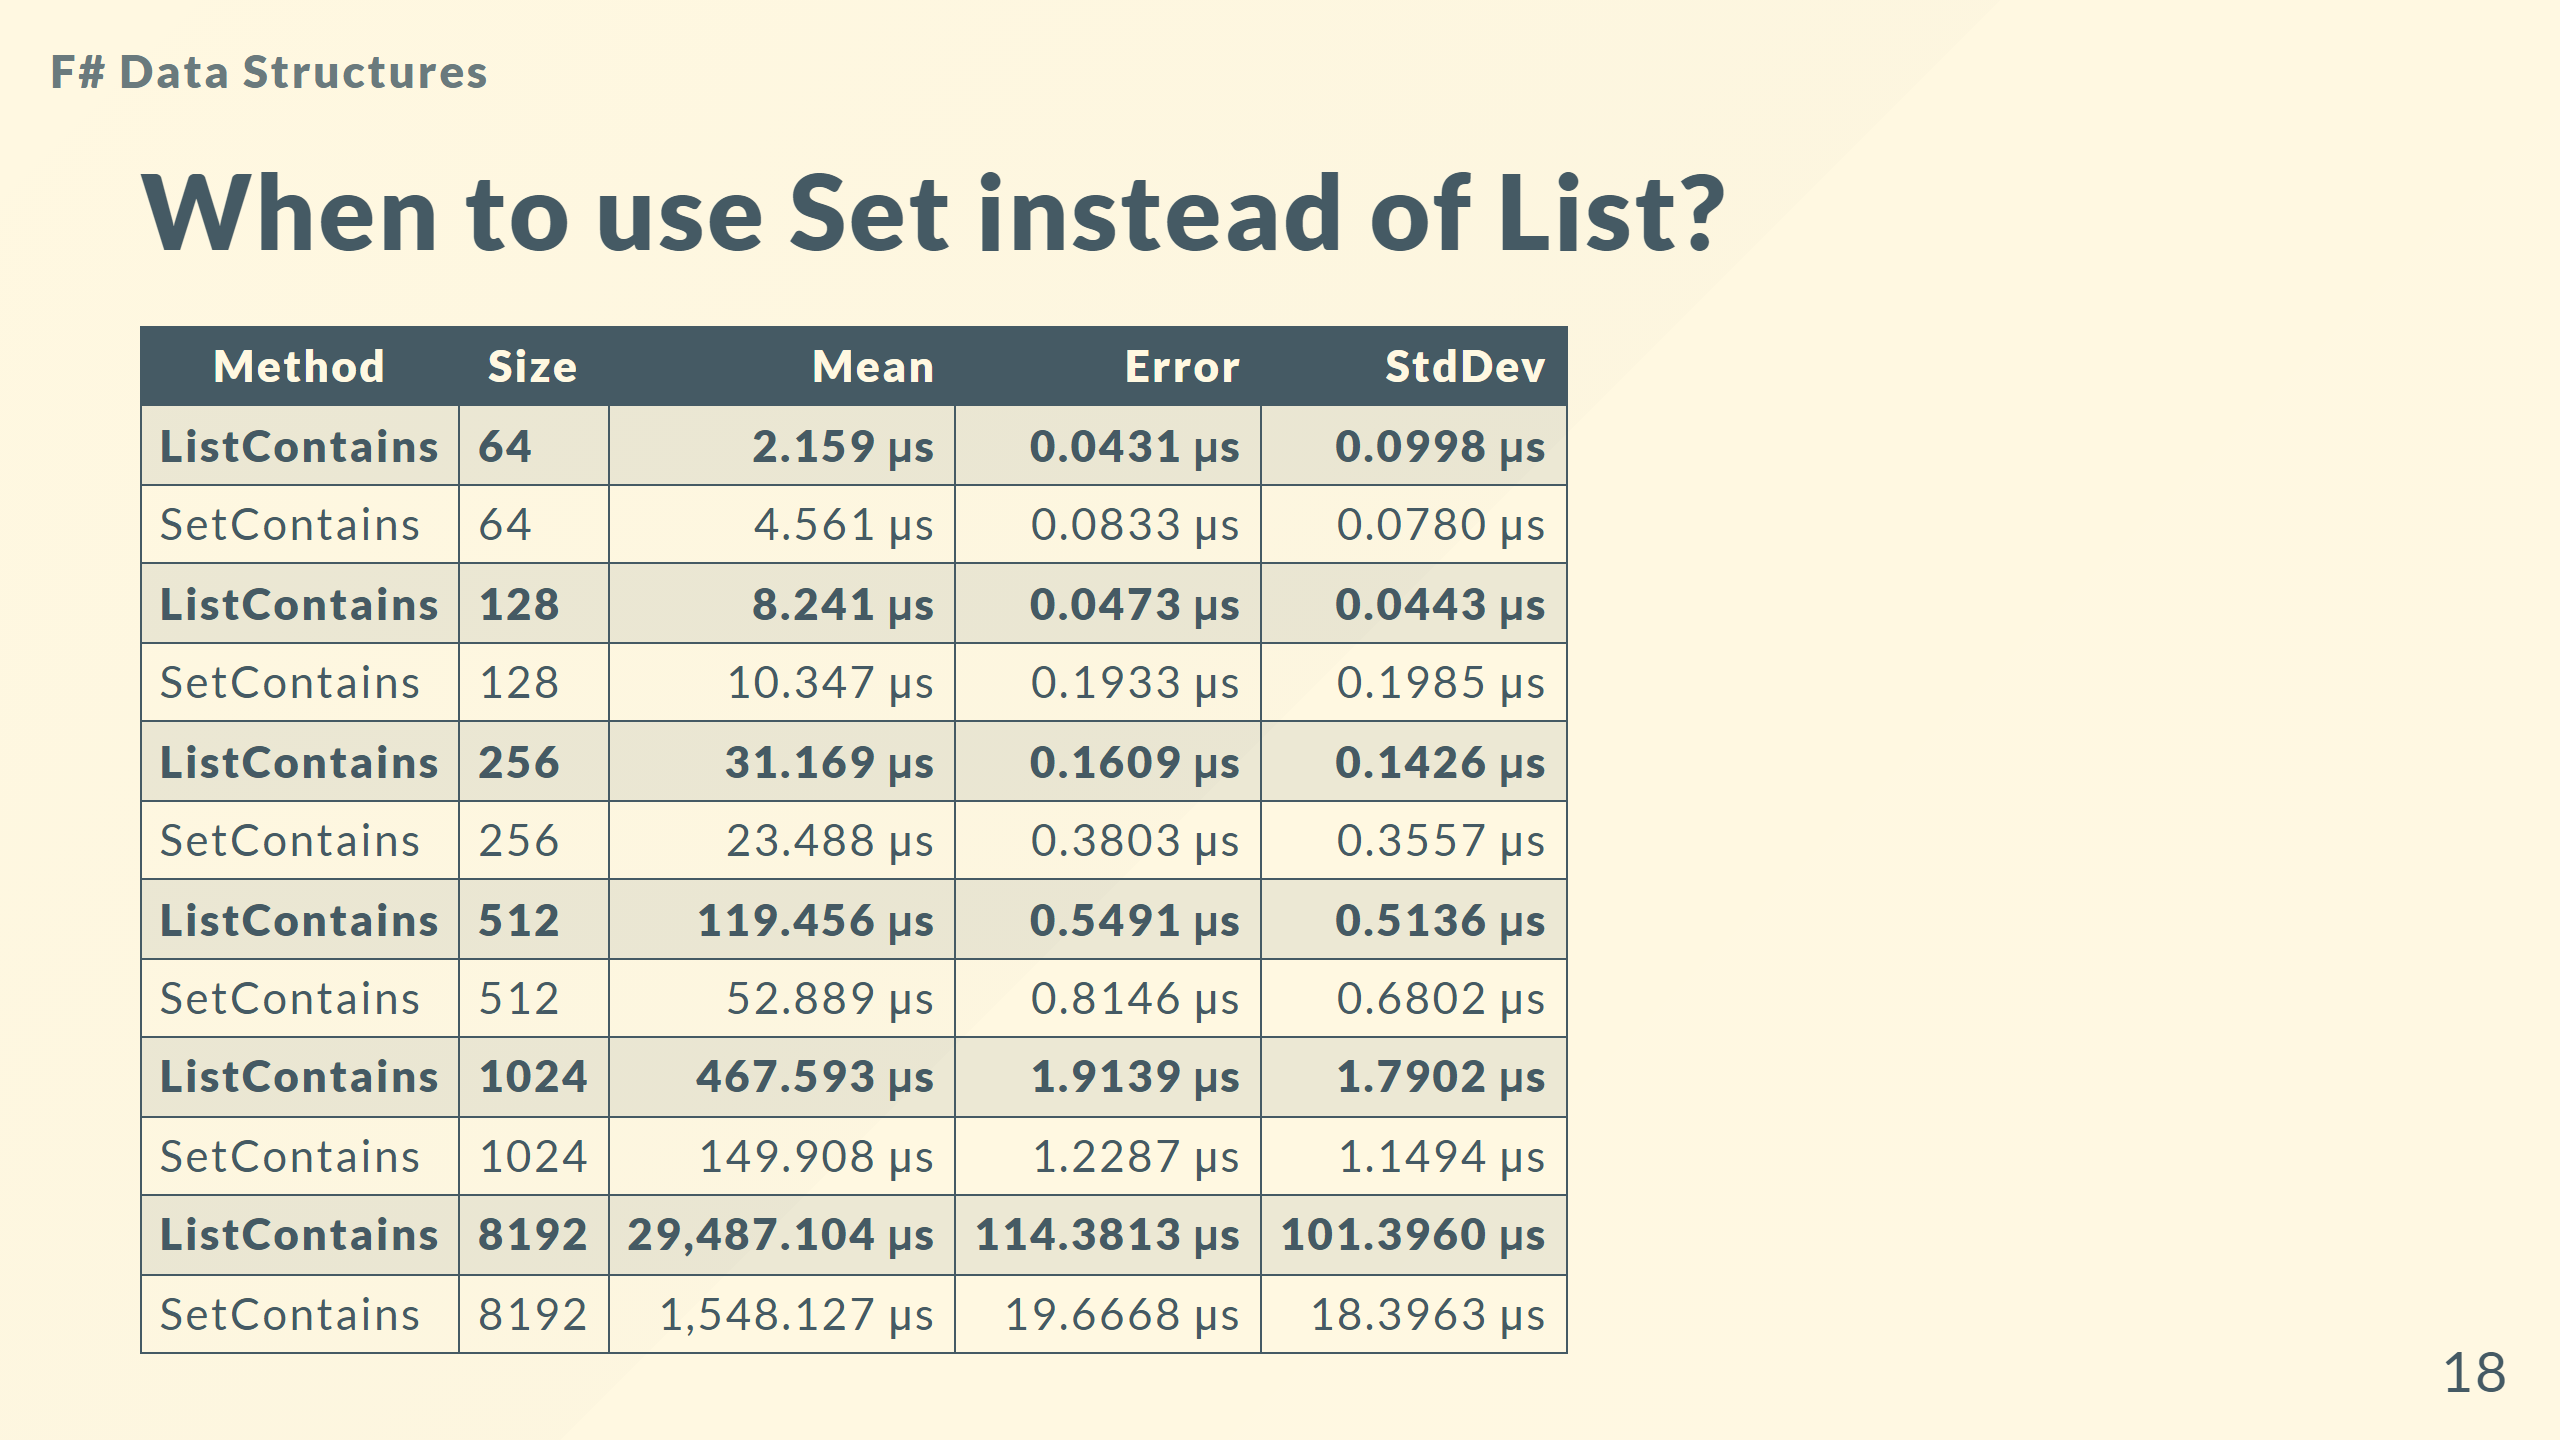 F# Data Structures
When to use Set instead of List?
Method Size Mean Error StdDev
ListContains 64 2.159 μs 0.0431 μs 0.0998 μs
SetContains 64 4.561 μs 0.0833 μs 0.0780 μs
ListContains 128 8.241 μs 0.0473 μs 0.0443 μs
SetContains 128 10.347 μs 0.1933 μs 0.1985 μs
ListContains 256 31.169 μs 0.1609 μs 0.1426 μs
SetContains 256 23.488 μs 0.3803 μs 0.3557 μs
ListContains 512 119.456 μs 0.5491 μs 0.5136 μs
SetContains 512 52.889 μs 0.8146 μs 0.6802 μs
ListContains 1024 467.593 μs 1.9139 μs 1.7902 μs
SetContains 1024 149.908 μs 1.2287 μs 1.1494 μs
ListContains 8192 29,487.104 μs 114.3813 μs 101.3960 μs
SetContains 8192 1,548.127 μs 19.6668 μs 18.3963 μs
18